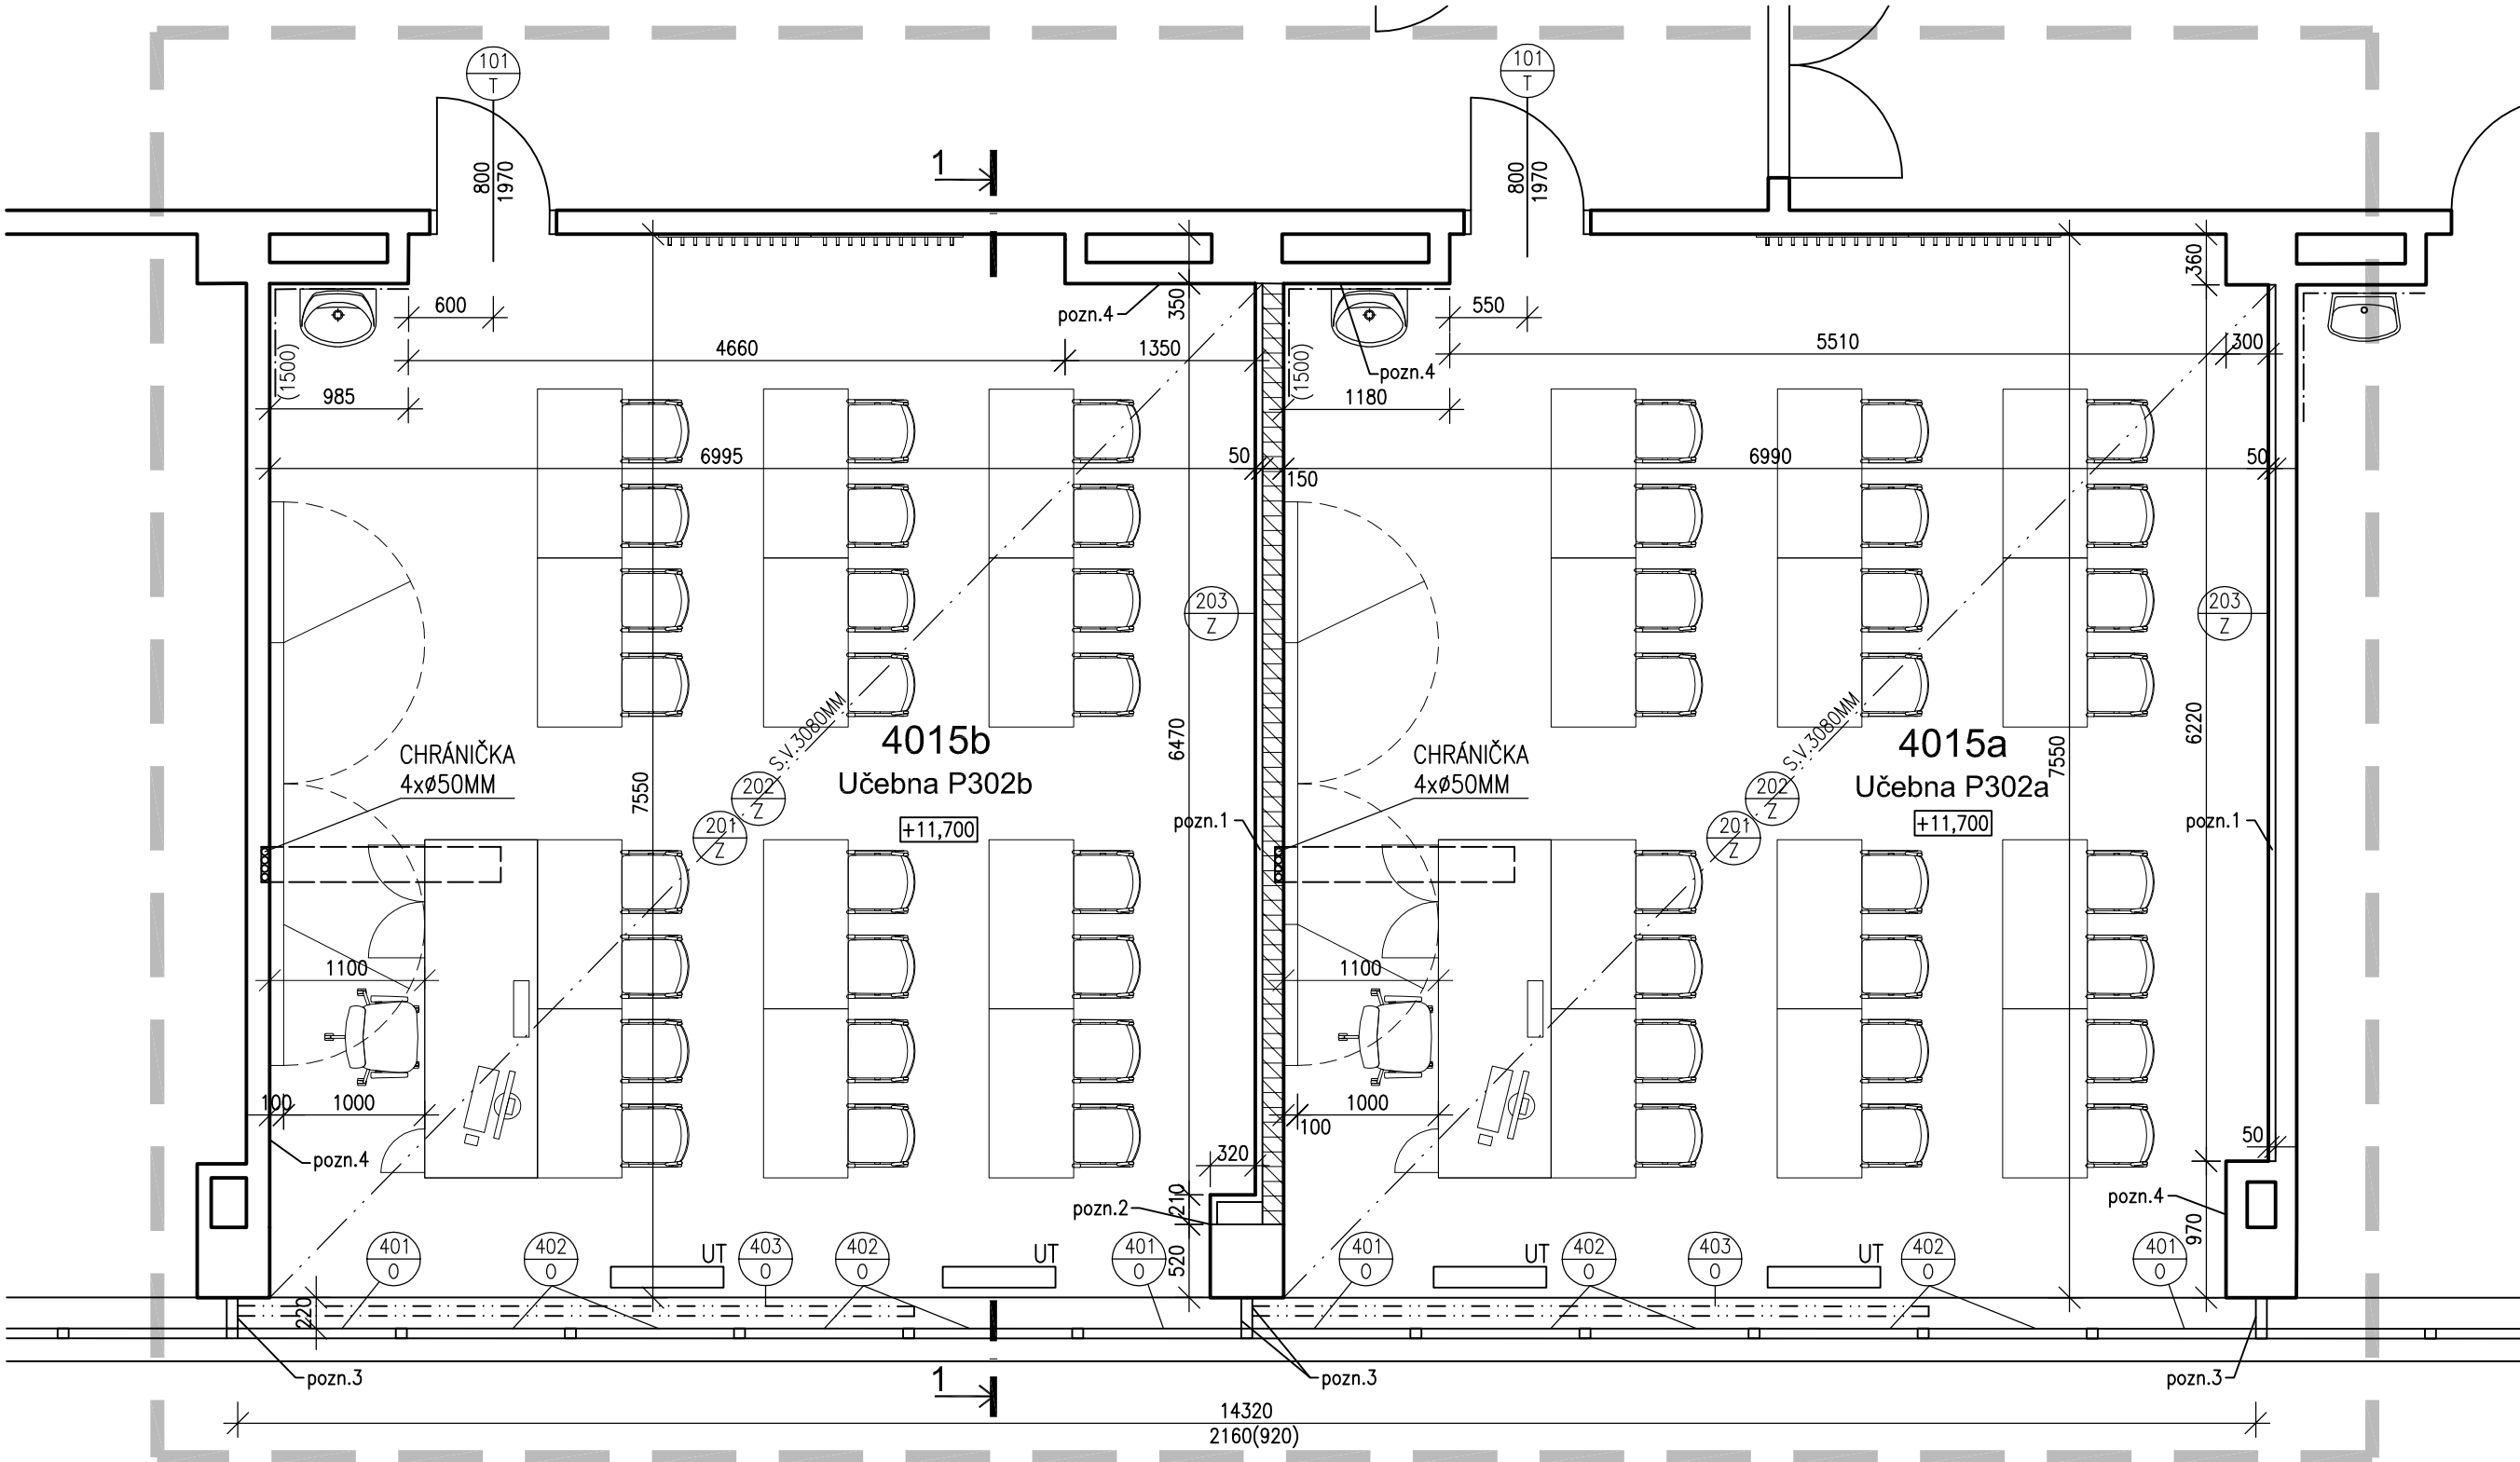 101
T
101
T
800
1970
800
1970
1
600
350
pozn.4
550
360
4660
1350
5510
300
(1500)
(1500)
pozn.4
985
1180
6995
50
150
6990
50
203
Z
203
Z
S.V.3080MM
S.V.3080MM
4015b
Učebna P302b
+11,700
4015a
Učebna P302a
+11,700
CHRÁNIČKA
4xø50MM
CHRÁNIČKA
4xø50MM
7550
6470
7550
6220
202
Z
201
Z
202
Z
201
Z
pozn.1
pozn.1
1100
1100
100
1000
1000
100
50
pozn.4
320
210
pozn.2
520
pozn.4
970
401
0
402
0
UT
403
0
402
0
UT
401
0
401
0
UT
402
0
403
0
UT
402
0
401
0
220
pozn.3
1
pozn.3
pozn.3
14320
2160(920)